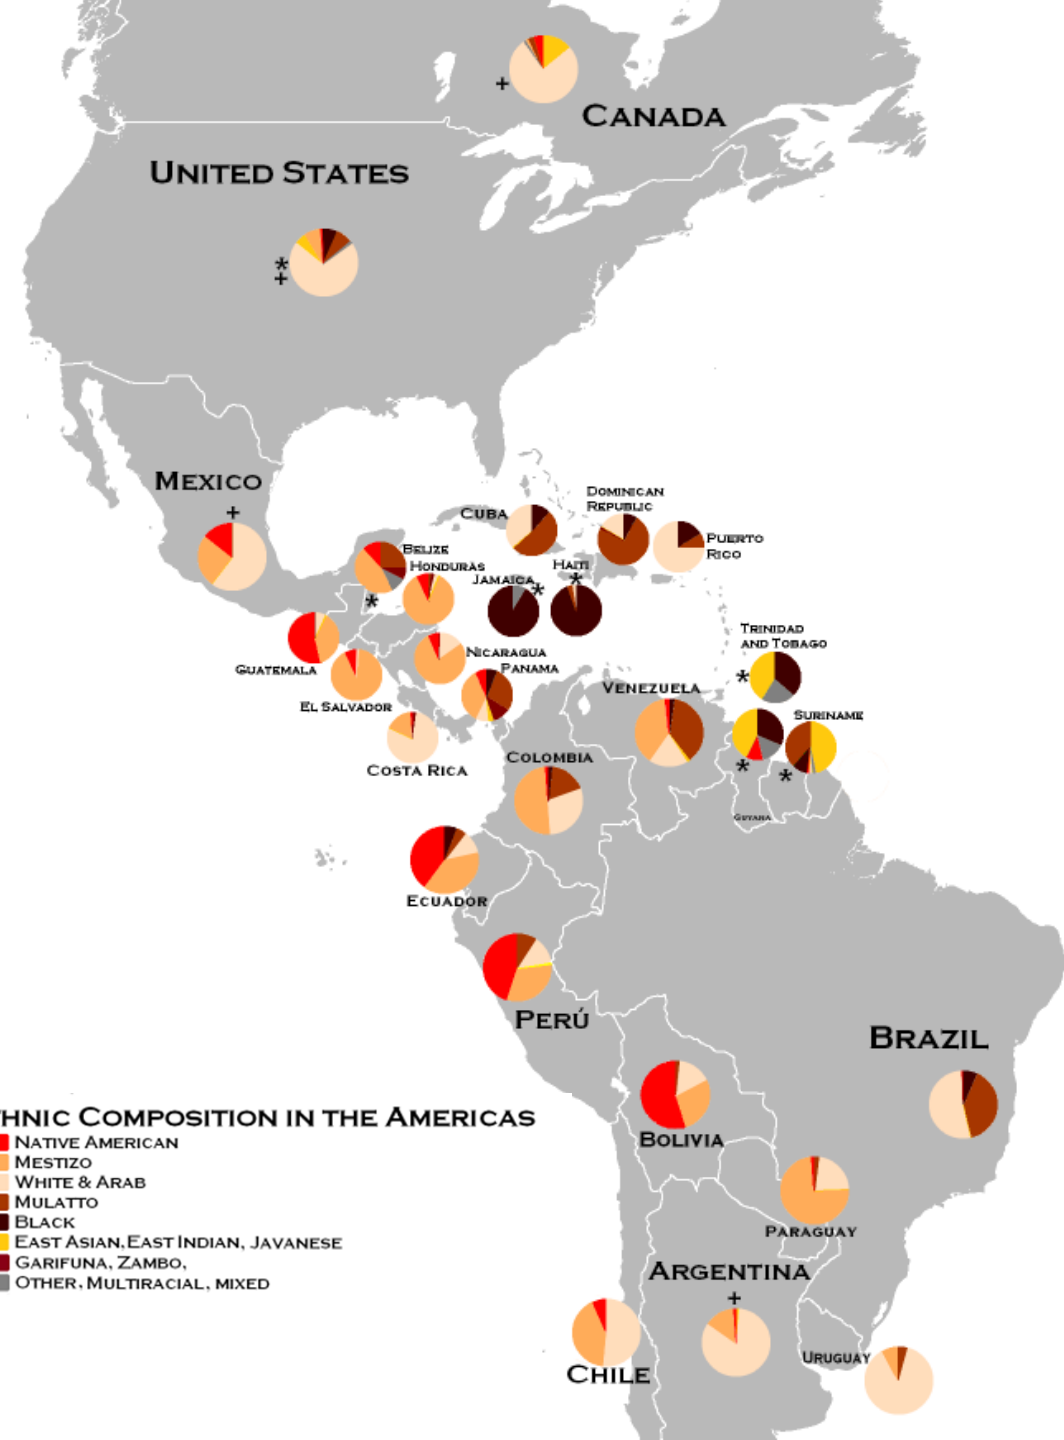 CANADA
+
UNITED STATES
*
+
MEXICO
+
CUBA
DOMINICAN
REPUBLIC
PUERTO
RICO
BELIZE
HONDURAS
HAITI
*
JAMAICA
*
*
TRINIDAD
AND TOBAGO
*
GUATEMALA
NICARAGUA
PANAMA
EL SALVADOR
VENEZUELA
SURINAME
COSTA RICA
COLOMBIA
*
*
GUYANA
ECUADOR
PERÚ
BRAZIL
BOLIVIA
PARAGUAY
ARGENTINA
+
CHILE
URUGUAY
THNIC COMPOSITION IN THE AMERICAS
NATIVE AMERICAN
MESTIZO
WHITE & ARAB
MULATTO
BLACK
EAST ASIAN, EAST INDIAN, JAVANESE
GARIFUNA, ZAMBO,
OTHER, MULTIRACIAL, MIXED